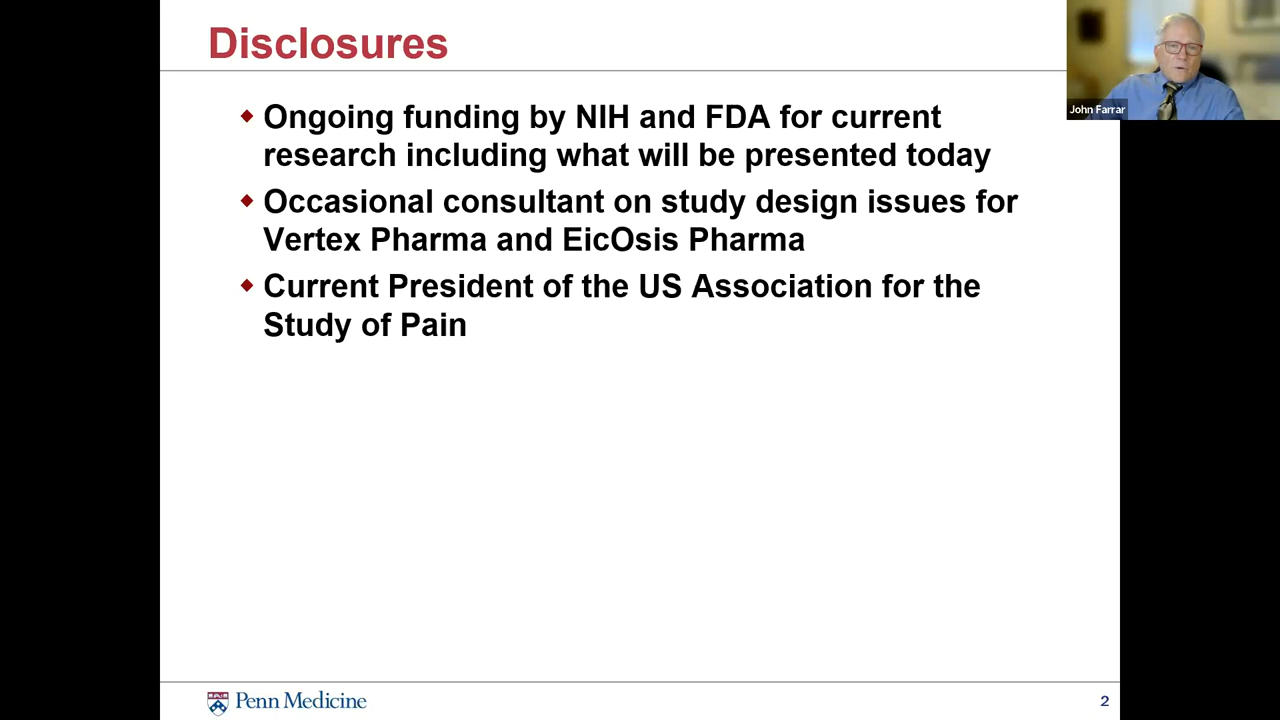 Disclosures
John Farrar
Ongoing funding by NIH and FDA for current
research including what will be presented today
Occasional consultant on study design issues for
Vertex Pharma and EicOsis Pharma
Current President of the US Association for the
Study of Pain
Penn Medicine
2